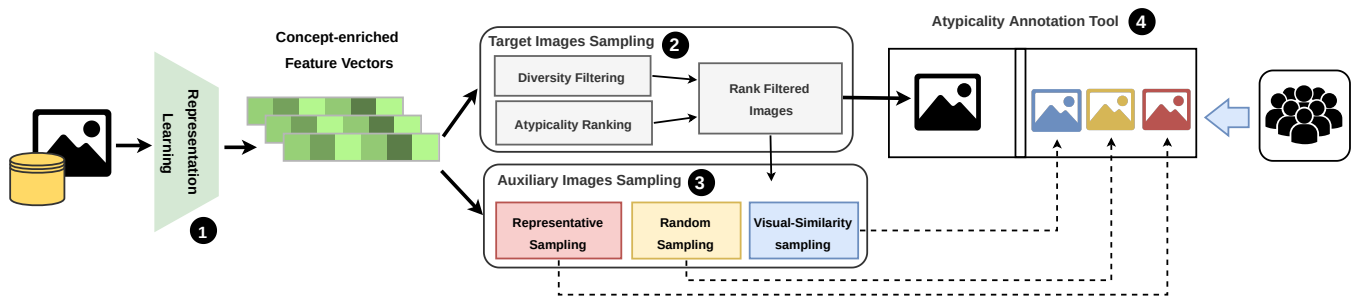 Representation
Learning
1
Concept-enriched
Feature Vectors
Target Images Sampling 2
Diversity Filtering
Atypicality Ranking
Rank Filtered
Images
Auxiliary Images Sampling 3
Representative
Sampling
Random
Sampling
Visual-Similarity
sampling
Atypicality Annotation Tool 4